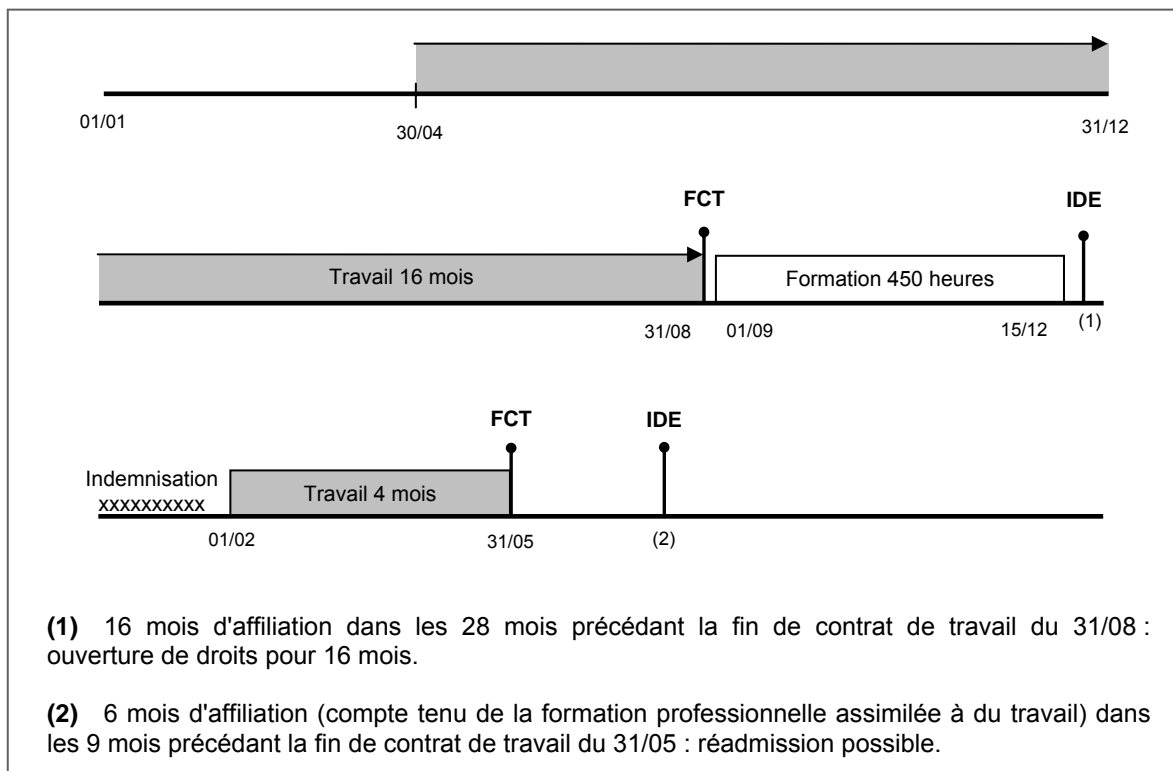 01/01
30/04
31/12
FCT
IDE
Travail 16 mois
Formation 450 heures
31/08
01/09
15/12
(1)
FCT
IDE
Indemnisation
xxxxxxxxxx
Travail 4 mois
01/02
31/05
(2)
(1) 16 mois d'affiliation dans les 28 mois précédant la fin de contrat de travail du 31/08 :
ouverture de droits pour 16 mois.
(2) 6 mois d'affiliation (compte tenu de la formation professionnelle assimilée à du travail) dans
les 9 mois précédant la fin de contrat de travail du 31/05 : réadmission possible.